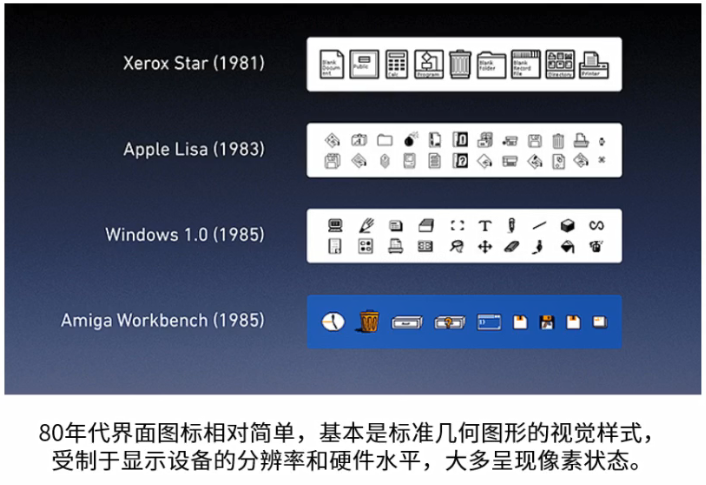 Xerox Star (1981)
Blank Document
Public
Calc
Program
Blank Folder
Blank Record File
Directory
Printer
Apple Lisa (1983)
Windows 1.0 (1985)
T
Amiga Workbench (1985)
80年代界面图标相对简单，基本是标准几何图形的视觉样式，
受制于显示设备的分辨率和硬件水平，大多呈现像素状态。